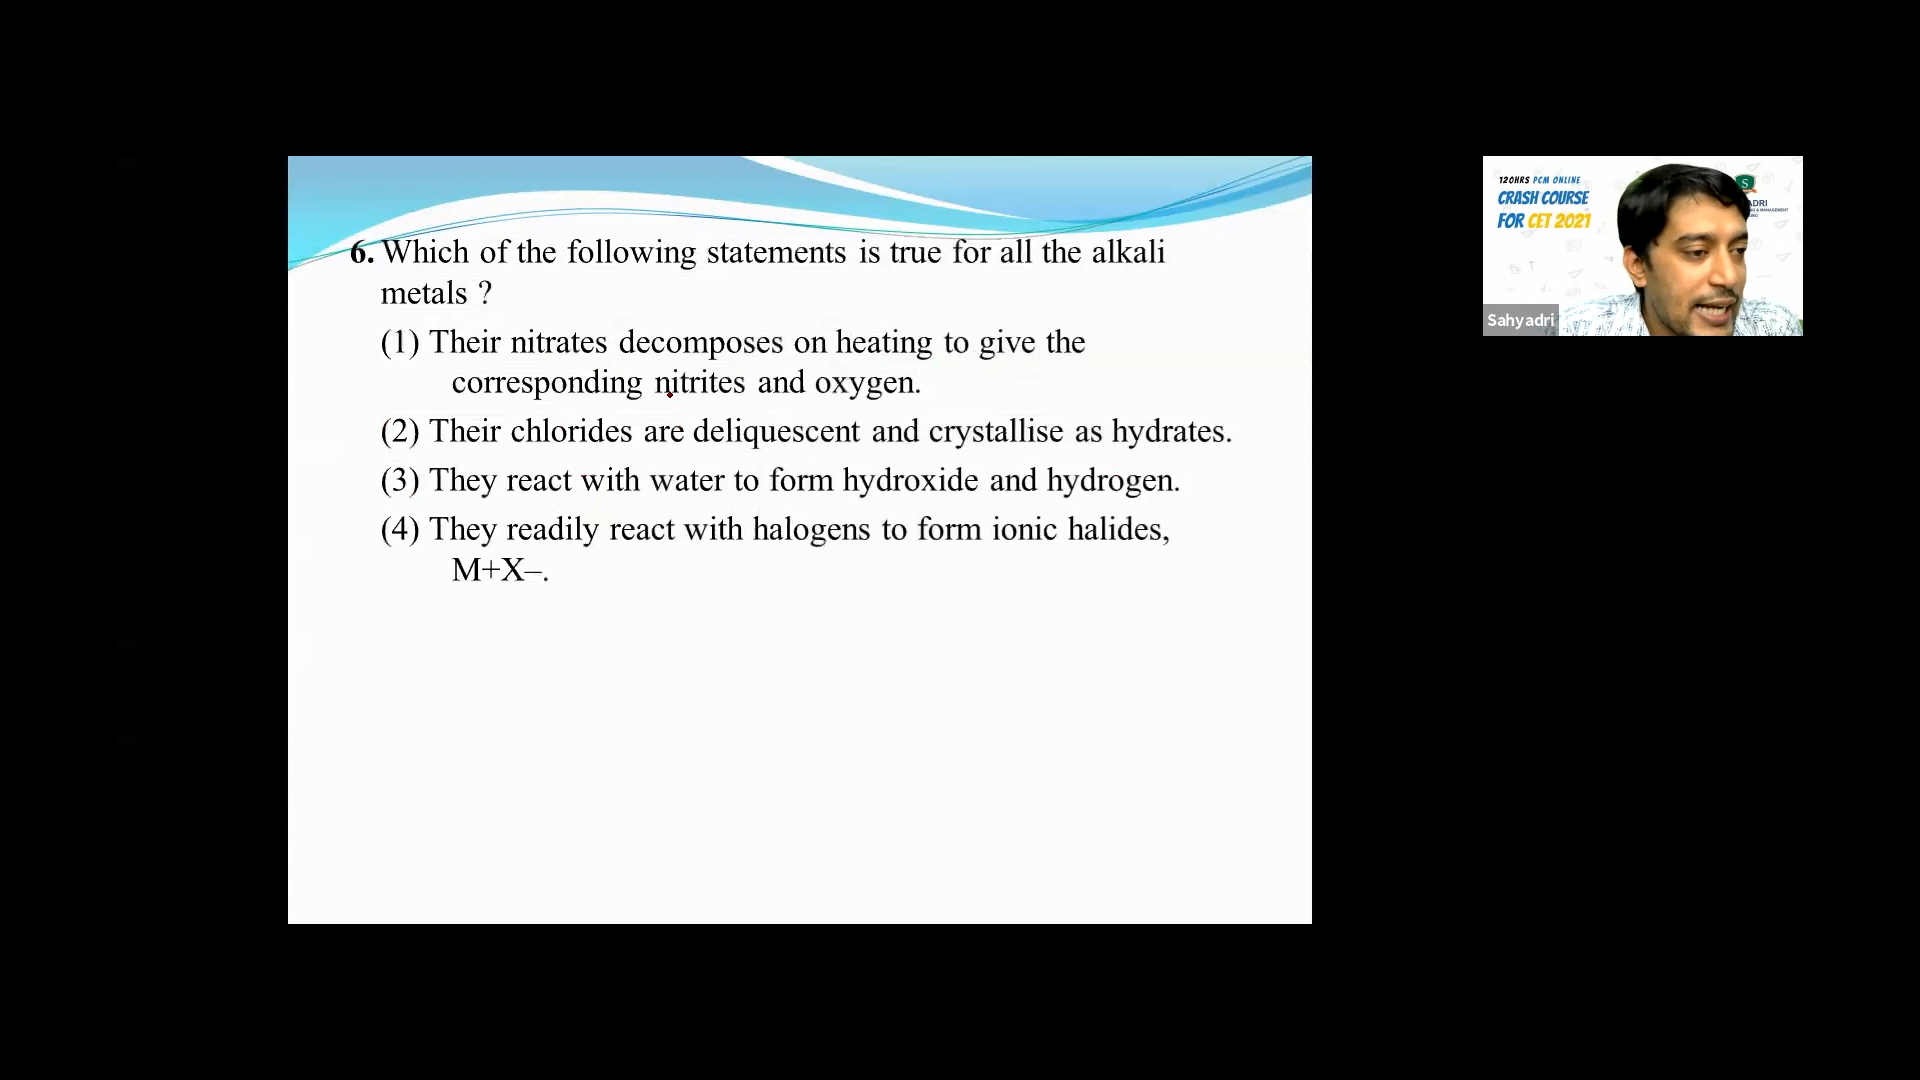 6. Which of the following statements is true for all the alkali
metals ?
(1) Their nitrates decomposes on heating to give the
corresponding nitrites and oxygen.
(2) Their chlorides are deliquescent and crystallise as hydrates.
(3) They react with water to form hydroxide and hydrogen.
(4) They readily react with halogens to form ionic halides,
M+X–.
120HRS PCM ONLINE
CRASH COURSE
FOR CET 2021
S
ADRI
& MANAGEMENT
Sahyadri